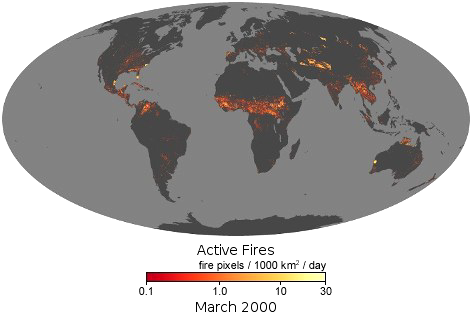 Active Fires
fire pixels / 1000 km² / day
0.1 1.0 10 30
March 2000